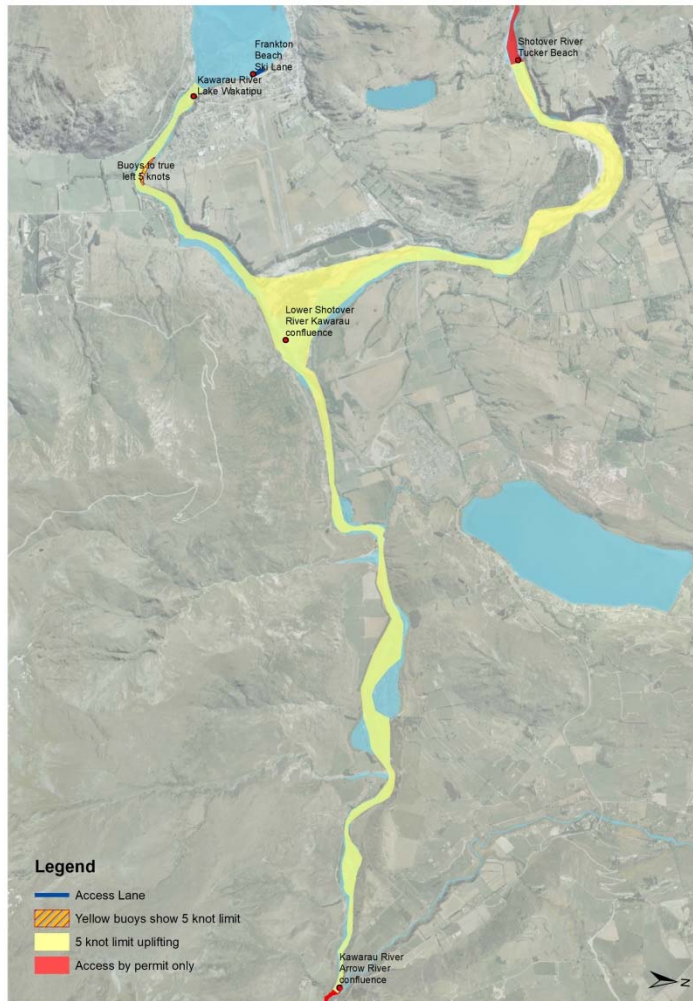 Frankton
Beach
Ski Lane
Shotover River
Tucker Beach
Kawarau River
Lake Wakatipu
Buoys to true
left 5 knots
Lower Shotover
River Kawarau
confluence
Legend
Access Lane
Yellow buoys show 5 knot limit
5 knot limit uplifting
Access by permit only
Kawarau River
Arrow River
confluence
N